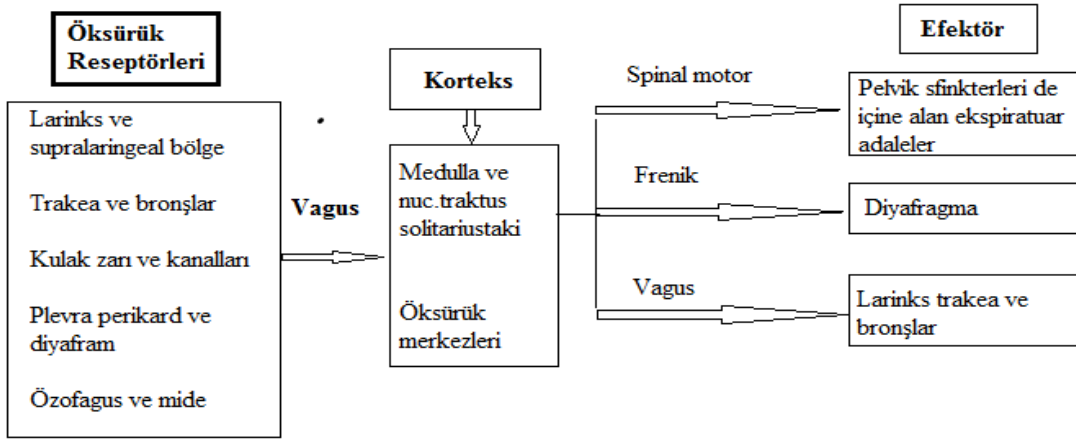 Öksürük
Reseptörleri
Larinks ve
supralaringeal bölge
Trakea ve bronşlar
Kulak zarı ve kanalları
Plevra perikard ve
diyafram
Özofagus ve mide
Vagus
Korteks
Medulla ve
nuc.traktus
solitariustaki
Öksürük
merkezleri
Spinal motor
Frenik
Vagus
Efektör
Pelvik sfinkterleri de
içine alan ekspiratuar
adaleler
Diyafragma
Larinks trakea ve
bronşlar